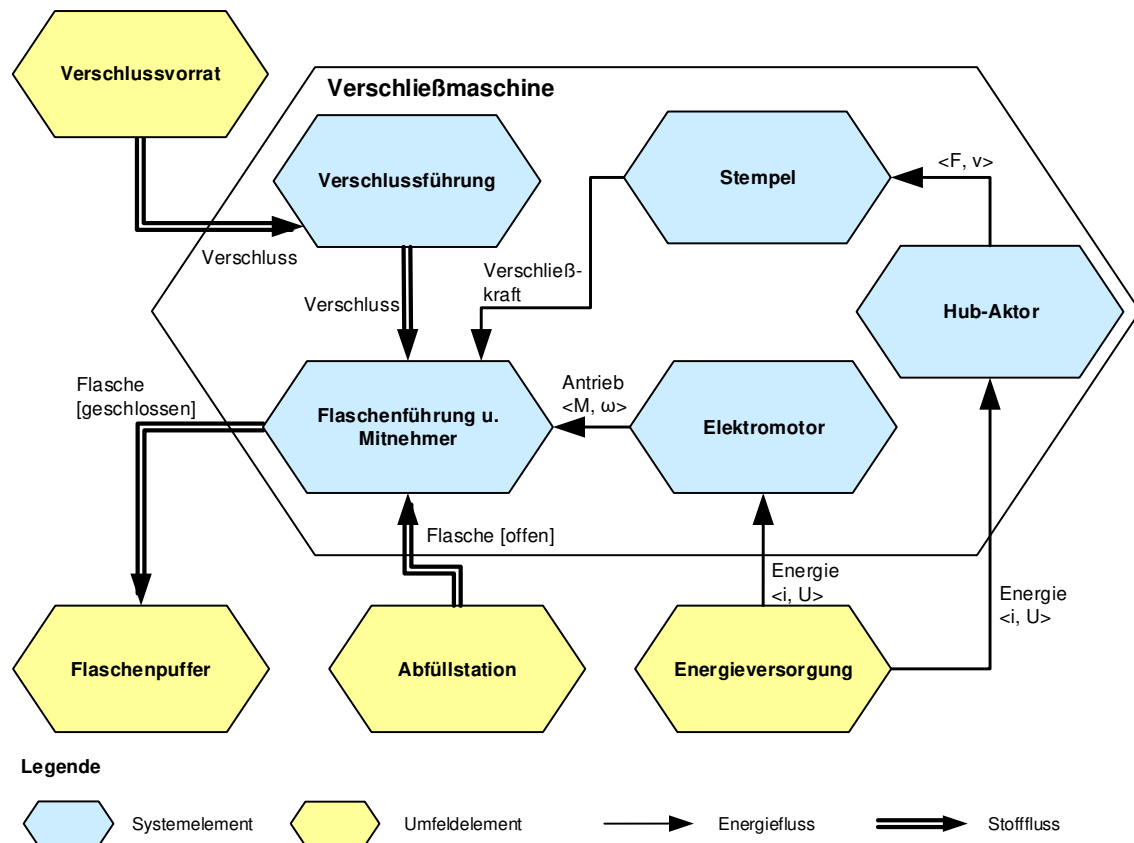 Verschlussvorrat
Verschließmaschine
Verschlussführung
Stempel
<F, v>
Verschluss
Verschließ-
kraft
Verschluss
Hub-Aktor
Flasche
[geschlossen]
Flaschenführung u.
Mitnehmer
Antrieb
<M, ω>
Elektromotor
Flasche [offen]
Energie
<i, U>
Energie
<i, U>
Flaschenpuffer
Abfüllstation
Energieversorgung
Legende
Systemelement
Umfeldelement
Energiefluss
Stofffluss